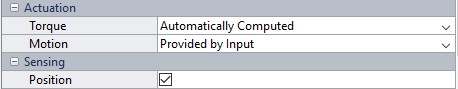 Actuation
Torque Automatically Computed
Motion Provided by Input
Sensing
Position